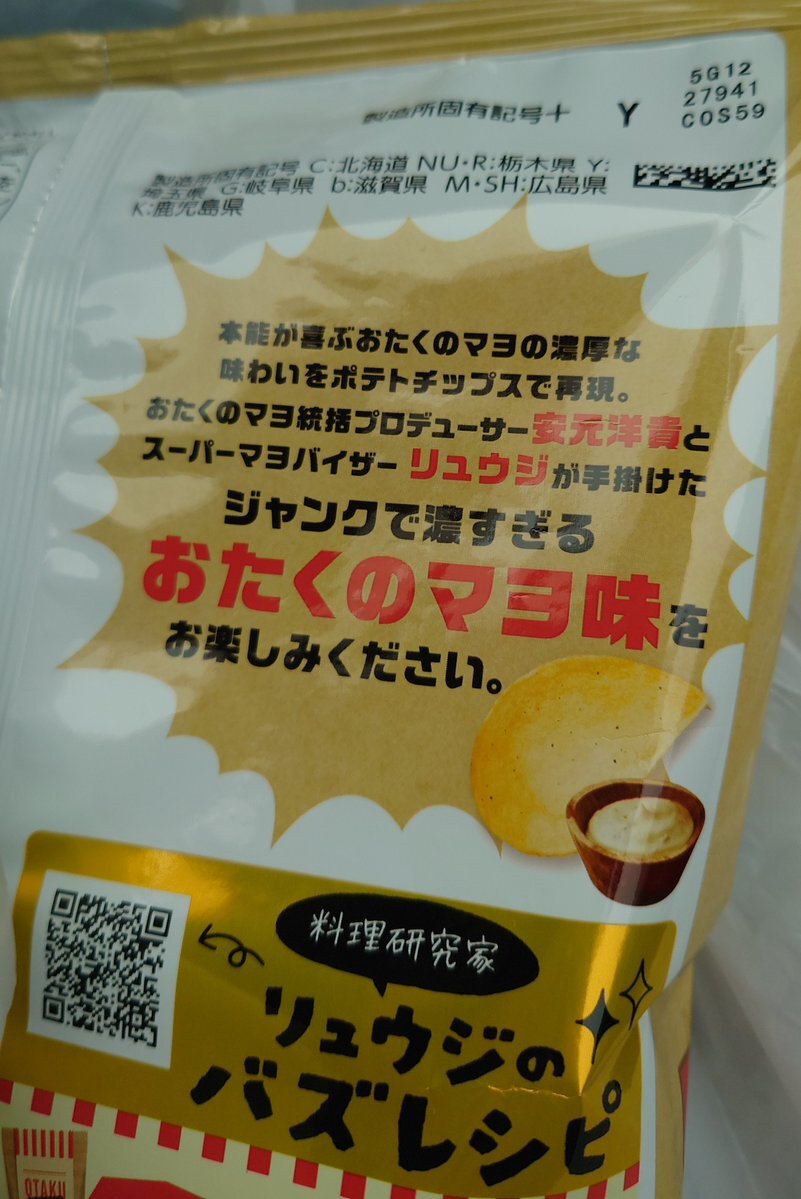 5G12
27941
C0S59
製造所固有記号+ Y
製造所固有記号 C:北海道 NU・R:栃木県 Y:
埼玉県 G:岐阜県 b:滋賀県 M・SH:広島県
K:鹿児島県
本能が喜ぶおたくのマヨの濃厚な
味わいをポテトチップスで再現。
おたくのマヨ統括プロデューサー安元洋貴と
スーパーマヨバイザーリュウジが手掛けた
ジャンクで濃すぎる
おたくのマヨ味を
お楽しみください。
料理研究家
リュウジの
バズレシピ
OTAKU